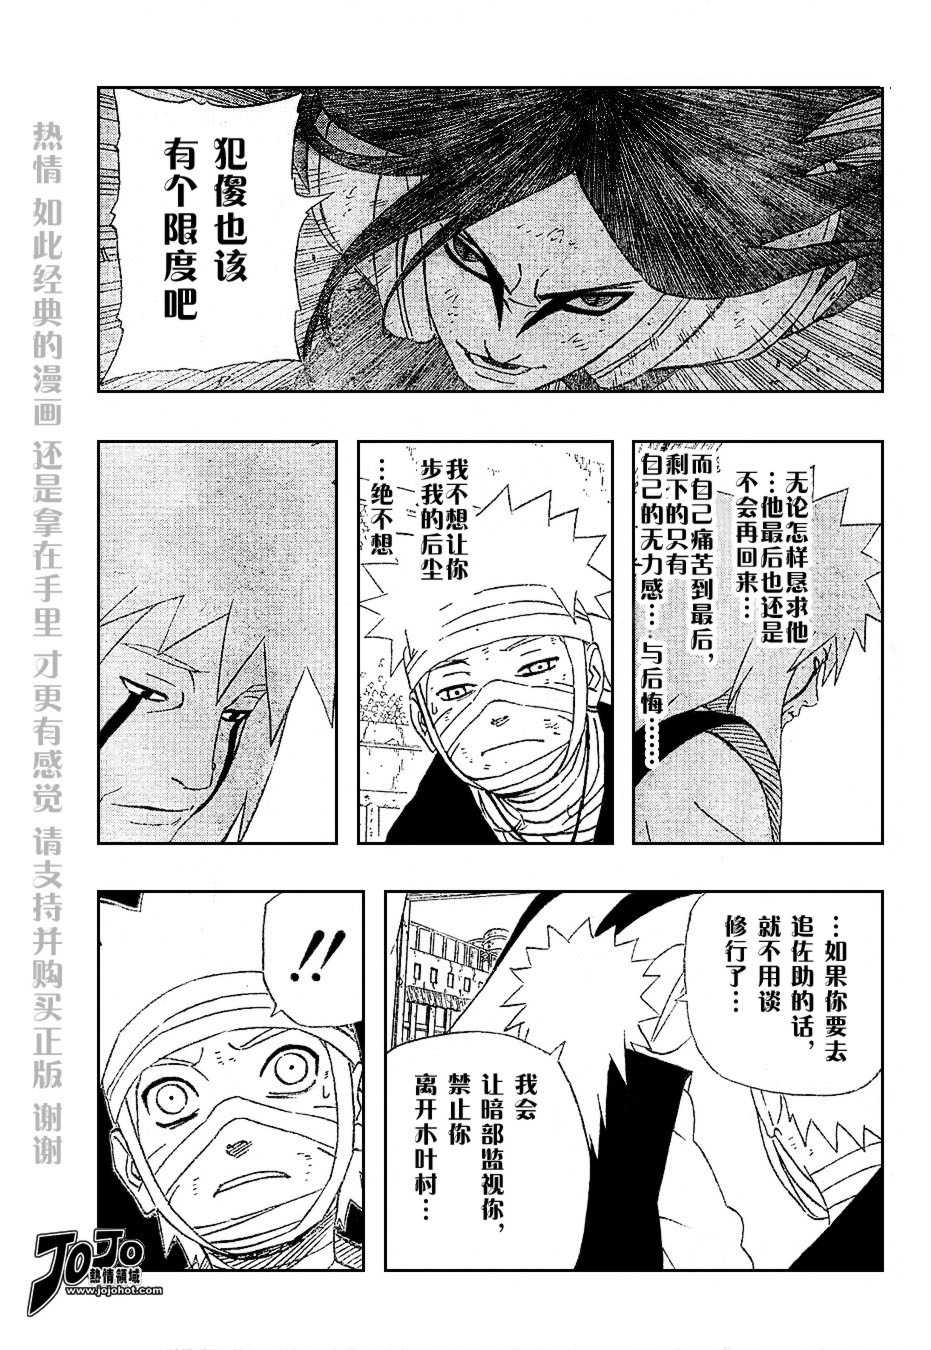 犯傻也该
有个限度吧
无论怎样恳求他
…他最后也还是
不会再回来…
而自己痛苦到最后，
剩下的只有
自己的无力感…与后悔……
我不想让你
步我的后尘
…绝不想
…如果你要去
追佐助的话，
就不用谈
修行了…
我会
让暗部监视你，
禁止你
离开木叶村…
!!
热情 如此经典的漫画 还是拿在手里 才更有感觉 请支持并购买正版 谢谢
JOJO
熱情領域
www.jojohot.com